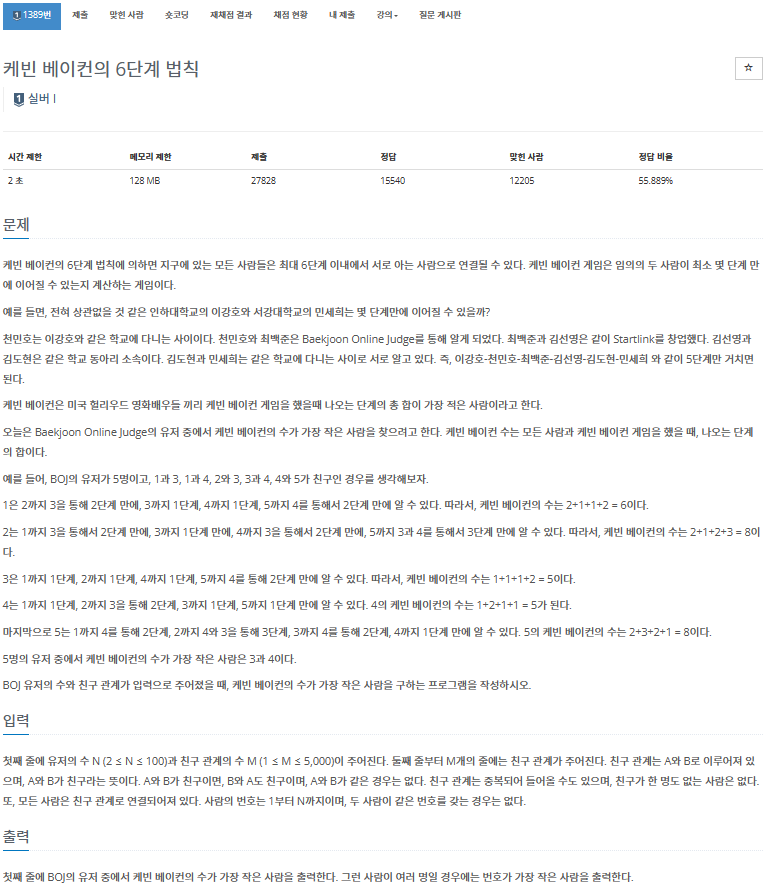 1389번 제출 맞힌 사람 숏코딩 재채점 결과 채점 현황 내 제출 강의 질문 게시판
케빈 베이컨의 6단계 법칙
☆
1 실버 I
시간 제한 메모리 제한 제출 정답 맞힌 사람 정답 비율
2 초 128 MB 27828 15540 12205 55.889%
문제
케빈 베이컨의 6단계 법칙에 의하면 지구에 있는 모든 사람들은 최대 6단계 이내에서 서로 아는 사람으로 연결될 수 있다. 케빈 베이컨 게임은 임의의 두 사람이 최소 몇 단계 만
에 이어질 수 있는지 계산하는 게임이다.
예를 들면, 전혀 상관없을 것 같은 인하대학교의 이강호와 서강대학교의 민세희는 몇 단계만에 이어질 수 있을까?
천민호는 이강호와 같은 학교에 다니는 사이이다. 천민호와 최백준은 Baekjoon Online Judge를 통해 알게 되었다. 최백준과 김선영은 같이 Startlink를 창업했다. 김선영과
김도현은 같은 학교 동아리 소속이다. 김도현과 민세희는 같은 학교에 다니는 사이로 서로 알고 있다. 즉, 이강호-천민호-최백준-김선영-김도현-민세희 와 같이 5단계만 거치면
된다.
케빈 베이컨은 미국 헐리우드 영화배우들 끼리 케빈 베이컨 게임을 했을때 나오는 단계의 총 합이 가장 적은 사람이라고 한다.
오늘은 Baekjoon Online Judge의 유저 중에서 케빈 베이컨의 수가 가장 작은 사람을 찾으려고 한다. 케빈 베이컨 수는 모든 사람과 케빈 베이컨 게임을 했을 때, 나오는 단계
의 합이다.
예를 들어, BOJ의 유저가 5명이고, 1과 3, 1과 4, 2와 3, 3과 4, 4와 5가 친구인 경우를 생각해보자.
1은 2까지 3을 통해 2단계 만에, 3까지 1단계, 4까지 1단계, 5까지 4를 통해서 2단계 만에 알 수 있다. 따라서, 케빈 베이컨의 수는 2+1+1+2 = 6이다.
2는 1까지 3을 통해서 2단계 만에, 3까지 1단계 만에, 4까지 3을 통해서 2단계 만에, 5까지 3과 4를 통해서 3단계 만에 알 수 있다. 따라서, 케빈 베이컨의 수는 2+1+2+3 = 8이
다.
3은 1까지 1단계, 2까지 1단계, 4까지 1단계, 5까지 4를 통해 2단계 만에 알 수 있다. 따라서, 케빈 베이컨의 수는 1+1+1+2 = 5이다.
4는 1까지 1단계, 2까지 3을 통해 2단계, 3까지 1단계, 5까지 1단계 만에 알 수 있다. 4의 케빈 베이컨의 수는 1+2+1+1 = 5가 된다.
마지막으로 5는 1까지 4를 통해 2단계, 2까지 4와 3을 통해 3단계, 3까지 4를 통해 2단계, 4까지 1단계 만에 알 수 있다. 5의 케빈 베이컨의 수는 2+3+2+1 = 8이다.
5명의 유저 중에서 케빈 베이컨의 수가 가장 작은 사람은 3과 4이다.
BOJ 유저의 수와 친구 관계가 입력으로 주어졌을 때, 케빈 베이컨의 수가 가장 작은 사람을 구하는 프로그램을 작성하시오.
입력
첫째 줄에 유저의 수 N (2 ≤ N ≤ 100)과 친구 관계의 수 M (1 ≤ M ≤ 5,000)이 주어진다. 둘째 줄부터 M개의 줄에는 친구 관계가 주어진다. 친구 관계는 A와 B로 이루어져 있
으며, A와 B가 친구라는 뜻이다. A와 B가 친구이면, B와 A도 친구이며, A와 B가 같은 경우는 없다. 친구 관계는 중복되어 들어올 수도 있으며, 친구가 한 명도 없는 사람은 없다.
또, 모든 사람은 친구 관계로 연결되어져 있다. 사람의 번호는 1부터 N까지이며, 두 사람이 같은 번호를 갖는 경우는 없다.
출력
첫째 줄에 BOJ의 유저 중에서 케빈 베이컨의 수가 가장 작은 사람을 출력한다. 그런 사람이 여러 명일 경우에는 번호가 가장 작은 사람을 출력한다.